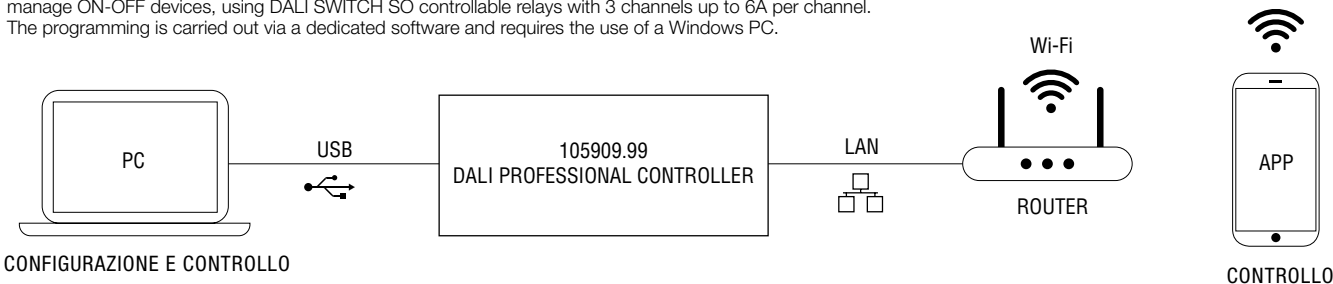 manage ON-OFF devices, using DALI SWITCH SO controllable relays with 3 channels up to 6A per channel.
The programming is carried out via a dedicated software and requires the use of a Windows PC.
Wi-Fi
PC
USB
105909.99
DALI PROFESSIONAL CONTROLLER
LAN
ROUTER
APP
CONFIGURAZIONE E CONTROLLO
CONTROLLO